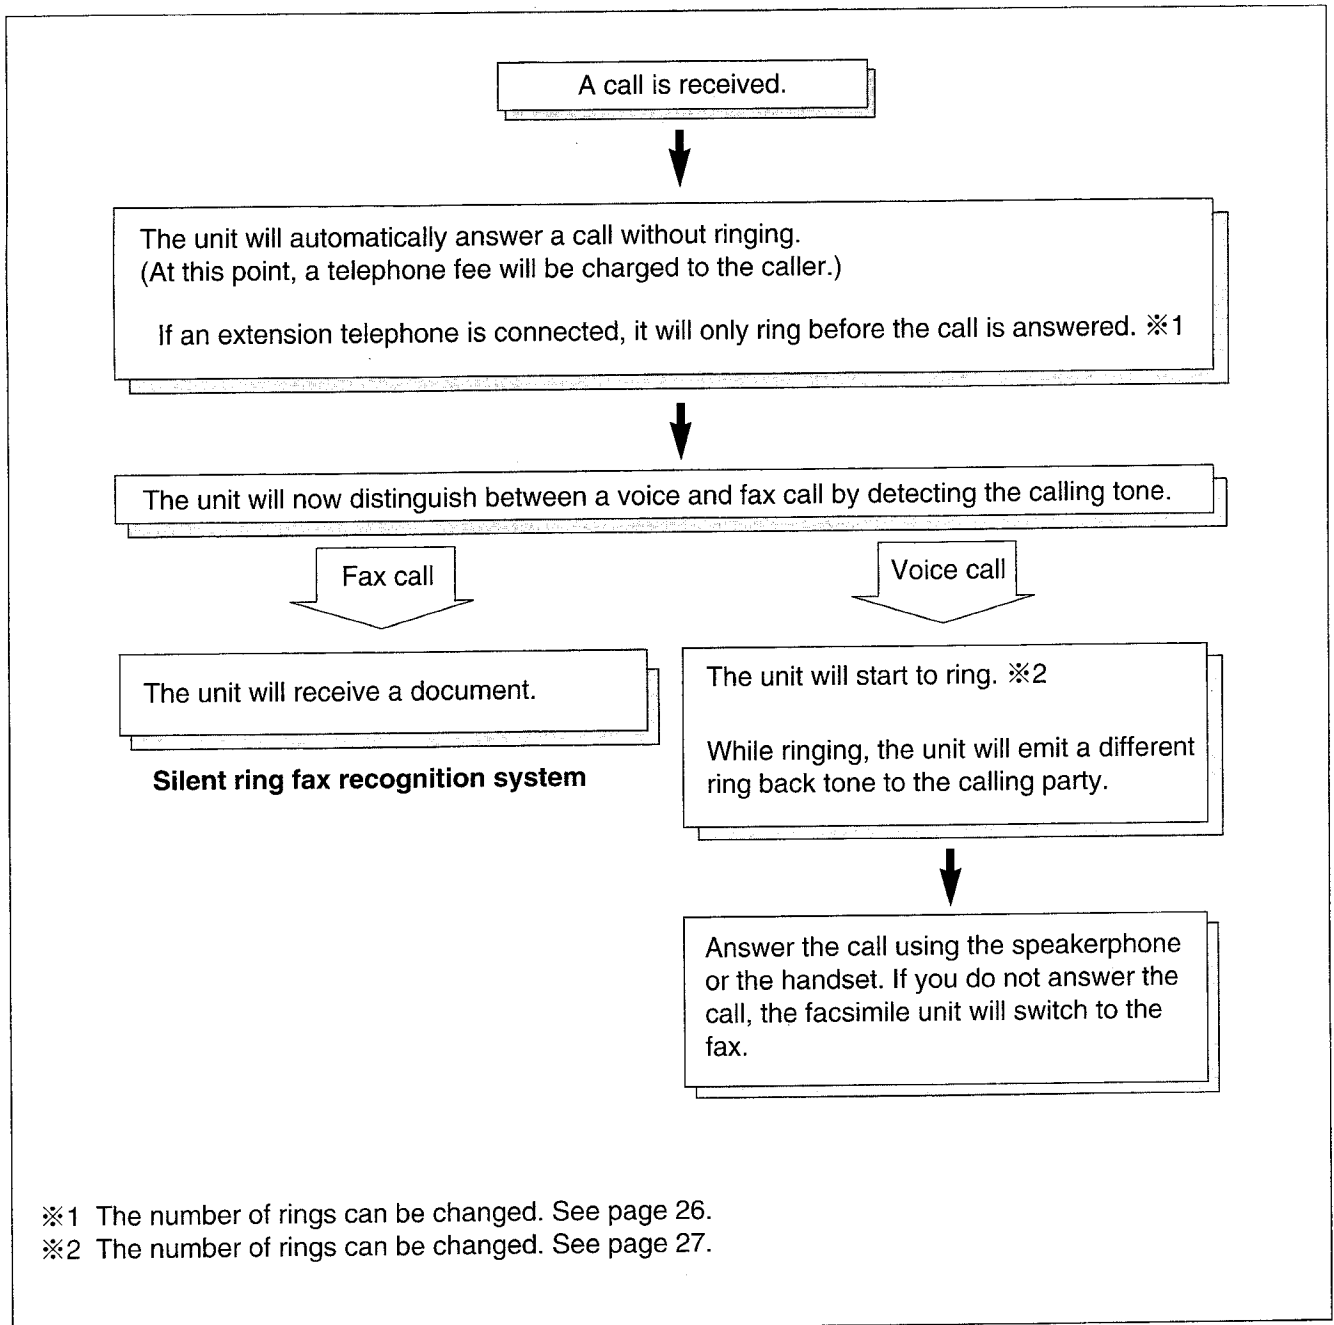 A call is received.
The unit will automatically answer a call without ringing.
(At this point, a telephone fee will be charged to the caller.)
If an extension telephone is connected, it will only ring before the call is answered. ※1
The unit will now distinguish between a voice and fax call by detecting the calling tone.
Fax call
Voice call
The unit will receive a document.
Silent ring fax recognition system
The unit will start to ring. ※2
While ringing, the unit will emit a different
ring back tone to the calling party.
Answer the call using the speakerphone
or the handset. If you do not answer the
call, the facsimile unit will switch to the
fax.
※1 The number of rings can be changed. See page 26.
※2 The number of rings can be changed. See page 27.